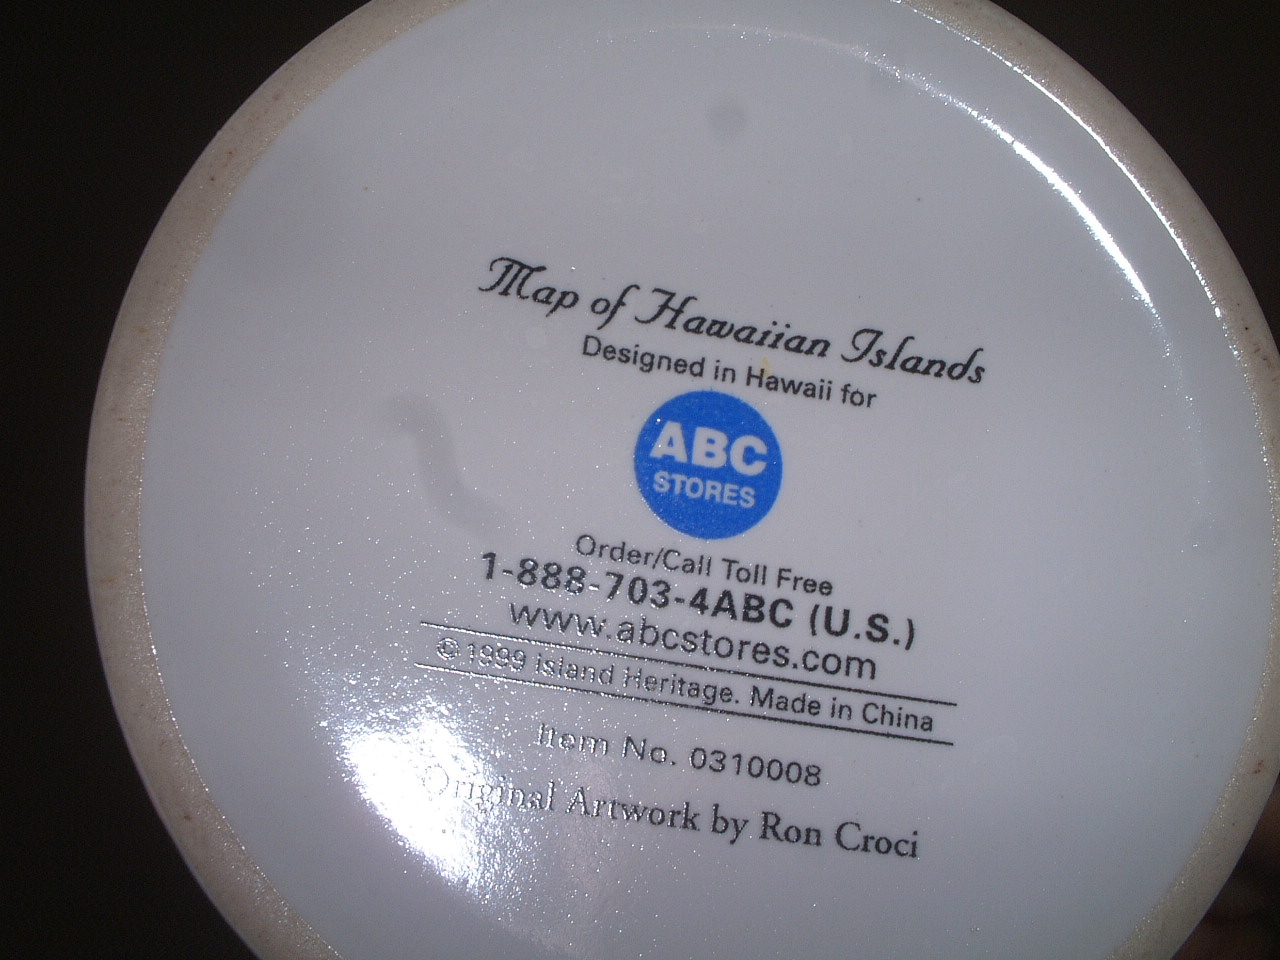 Map of Hawaiian Islands
Designed in Hawaii for
ABC
STORES
Order/Call Toll Free
1-888-703-4ABC (U.S.)
www.abcstores.com
© 1999 Island Heritage. Made in China
Item No. 0310008
Original Artwork by Ron Croci